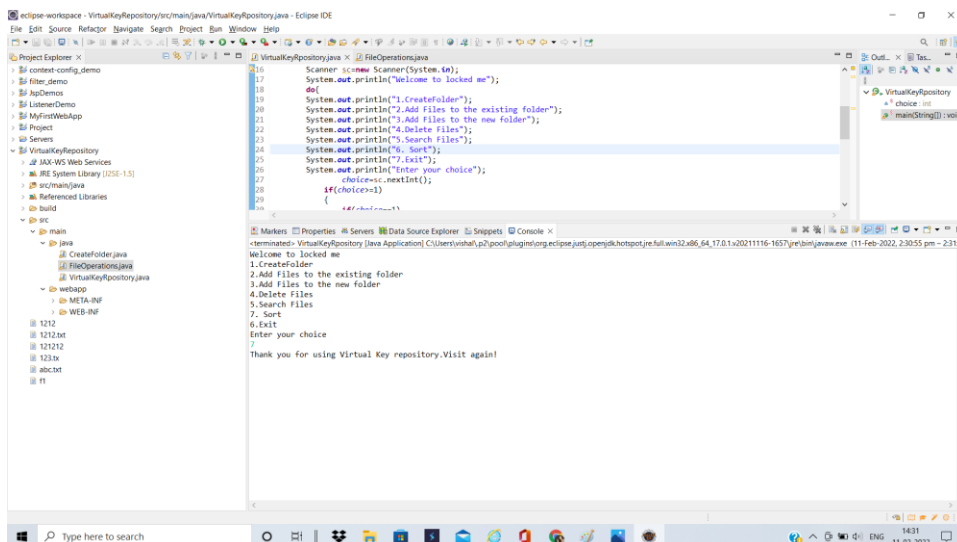 eclipse-workspace - VirtualKeyRepository/src/main/java/VirtualKeyRpository.java - Eclipse IDE
File Edit Source Refactor Navigate Search Project Run Window Help
Project Explorer
context-config_demo
filter_demo
JspDemos
ListenerDemo
MyFirstWebApp
Project
Servers
VirtualKeyRepository
JAX-WS Web Services
JRE System Library [J2SE-1.5]
src/main/java
Referenced Libraries
build
src
main
java
CreateFolder.java
FileOperations.java
VirtualKeyRpository.java
webapp
META-INF
WEB-INF
1212
1212.txt
121212
123.tx
abc.txt
f1
VirtualKeyRpository.java FileOperations.java
16 Scanner sc=new Scanner(System.in);
17 System.out.println("Welcome to locked me");
18 do{
19 System.out.println("1.CreateFolder");
20 System.out.println("2.Add Files to the existing folder");
21 System.out.println("3.Add Files to the new folder");
22 System.out.println("4.Delete Files");
23 System.out.println("5.Search Files");
24 System.out.println("6. Sort");
25 System.out.println("7.Exit");
26 System.out.println("Enter your choice");
27 choice=sc.nextInt();
28 if(choice>=1)
29 {
Outl... Tas...
VirtualKeyRpository
choice : int
main(String[]) : voi
Markers Properties Servers Data Source Explorer Snippets Console
<terminated> VirtualKeyRpository [Java Application] C:\Users\vishal\.p2\pool\plugins\org.eclipse.justj.openjdk.hotspot.jre.full.win32.x86_64_17.0.1.v20211116-1657\jre\bin\javaw.exe (11-Feb-2022, 2:30:55 pm – 2:31
Welcome to locked me
1.CreateFolder
2.Add Files to the existing folder
3.Add Files to the new folder
4.Delete Files
5.Search Files
7. Sort
6.Exit
Enter your choice
7
Thank you for using Virtual Key repository.Visit again!
Type here to search
ENG
14:31